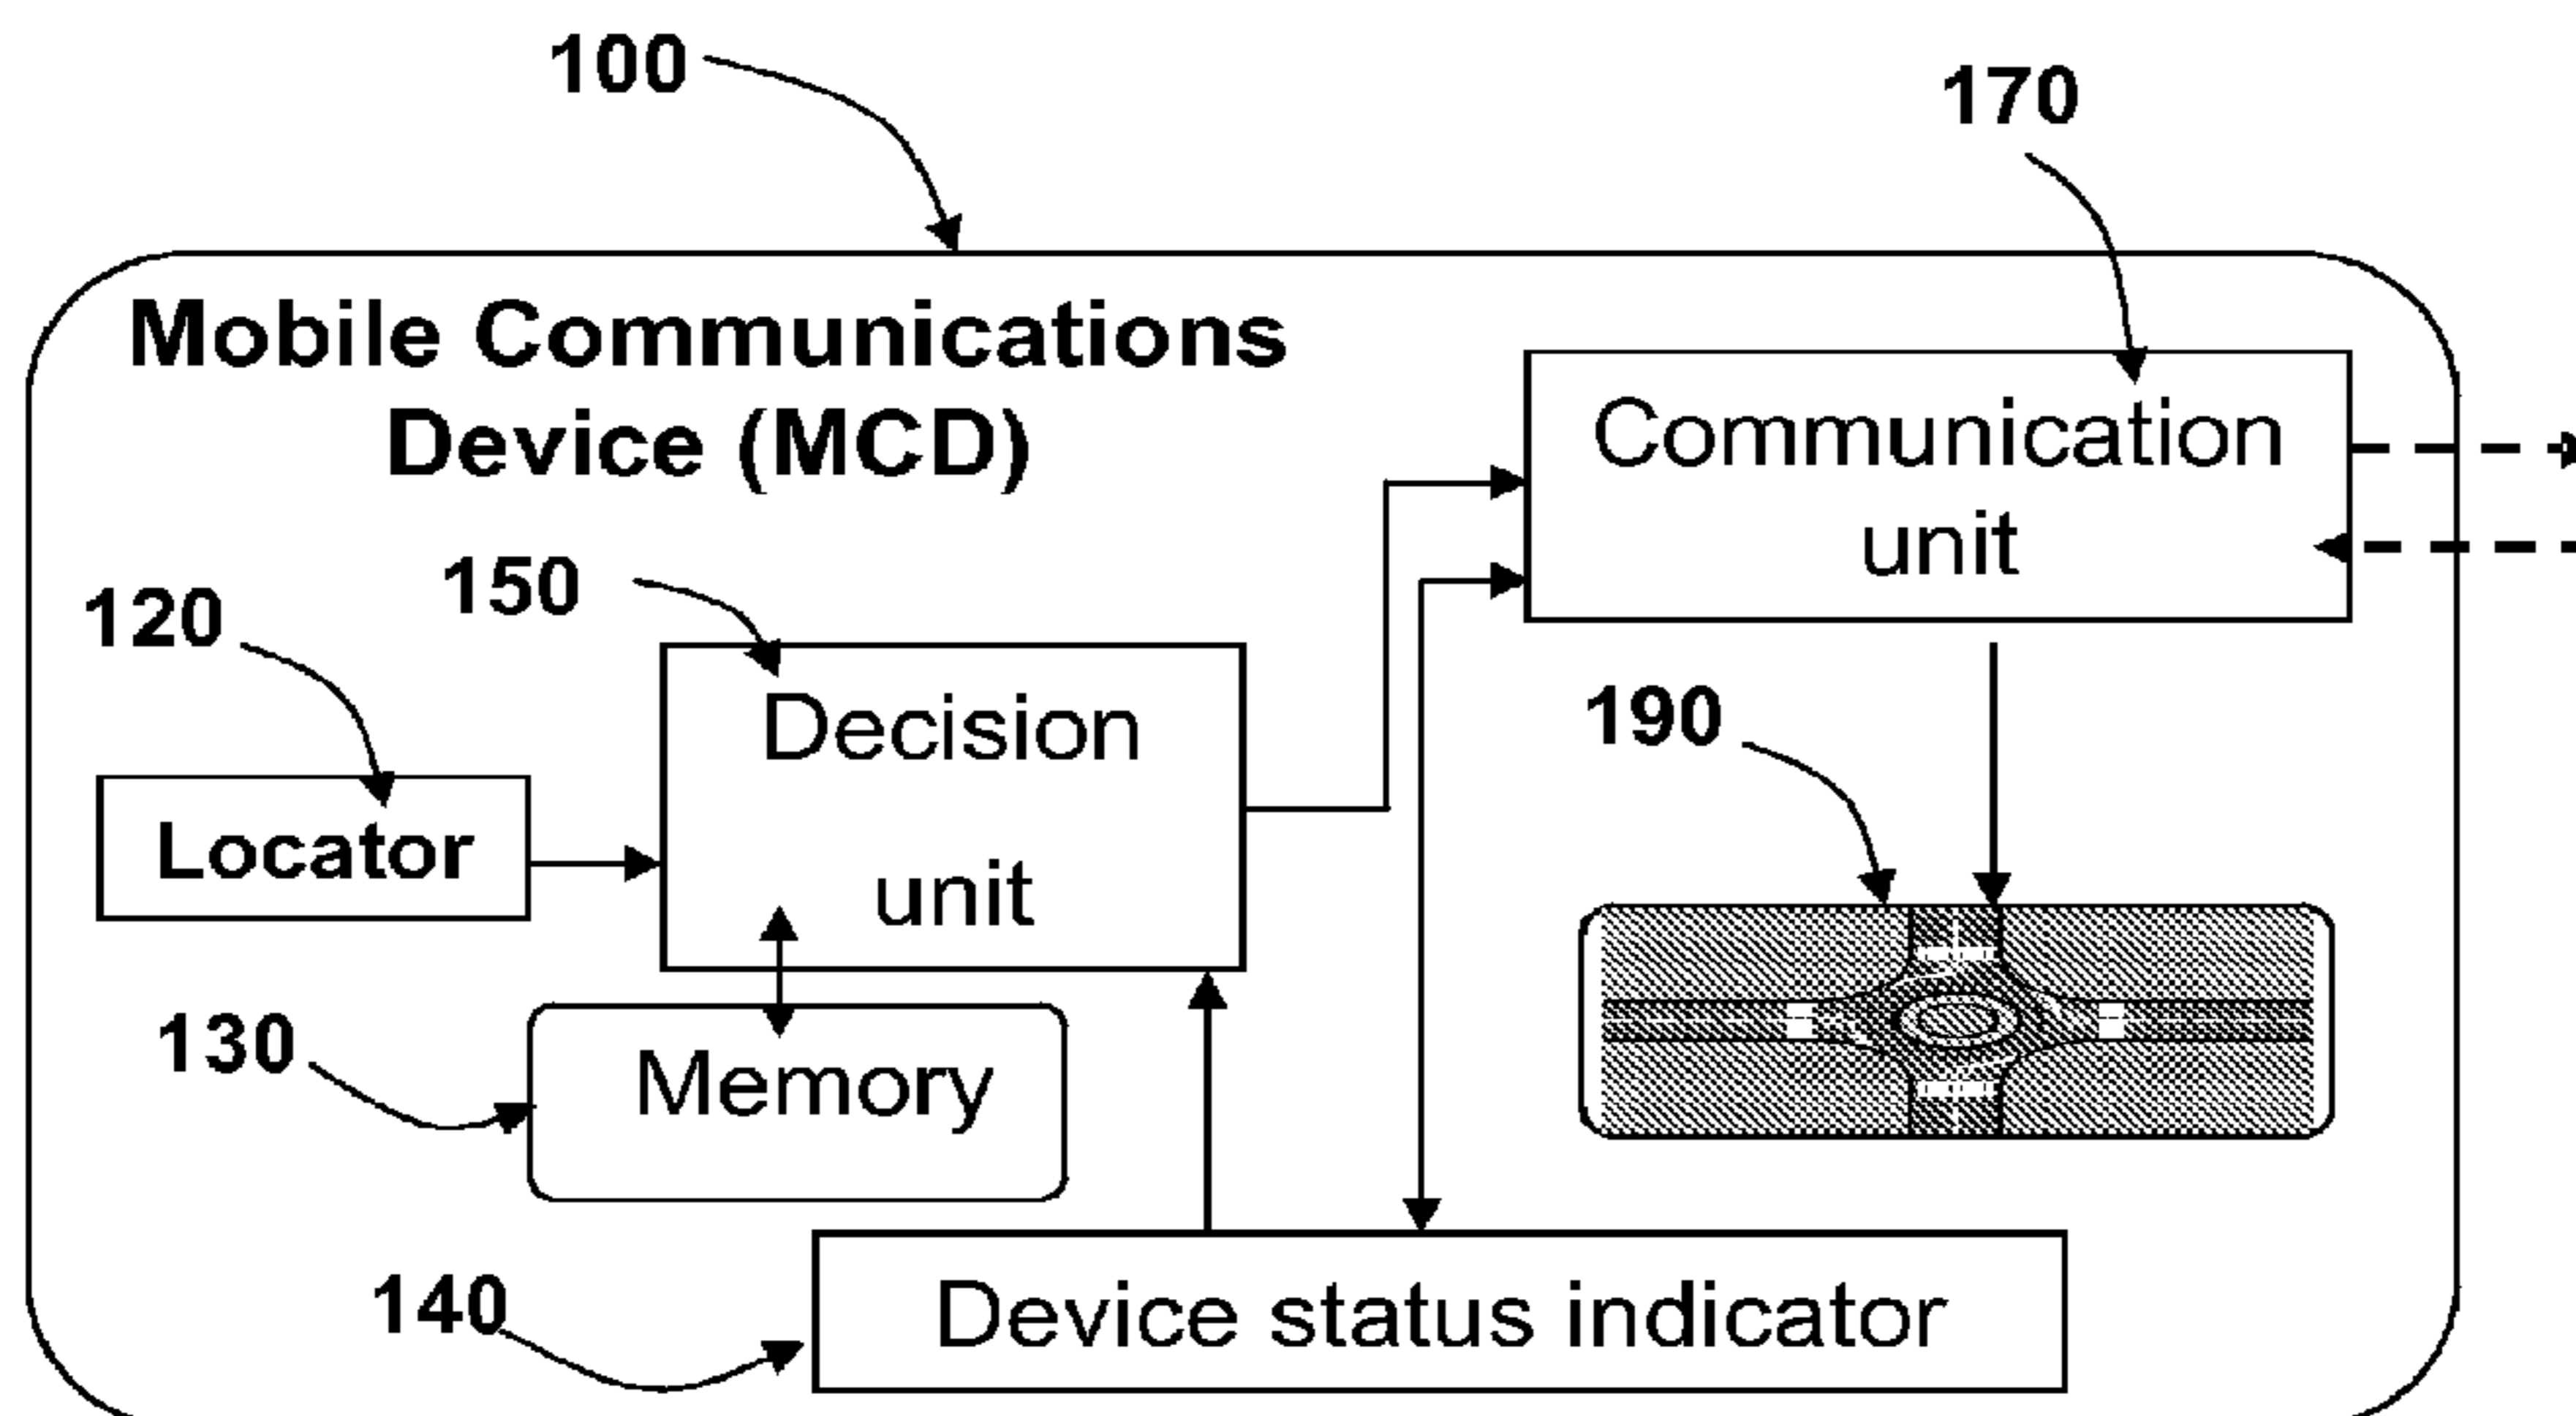 100
170
Mobile Communications
Device (MCD)
Communication
unit
150
120
Decision
unit
190
Locator
130
Memory
140
Device status indicator